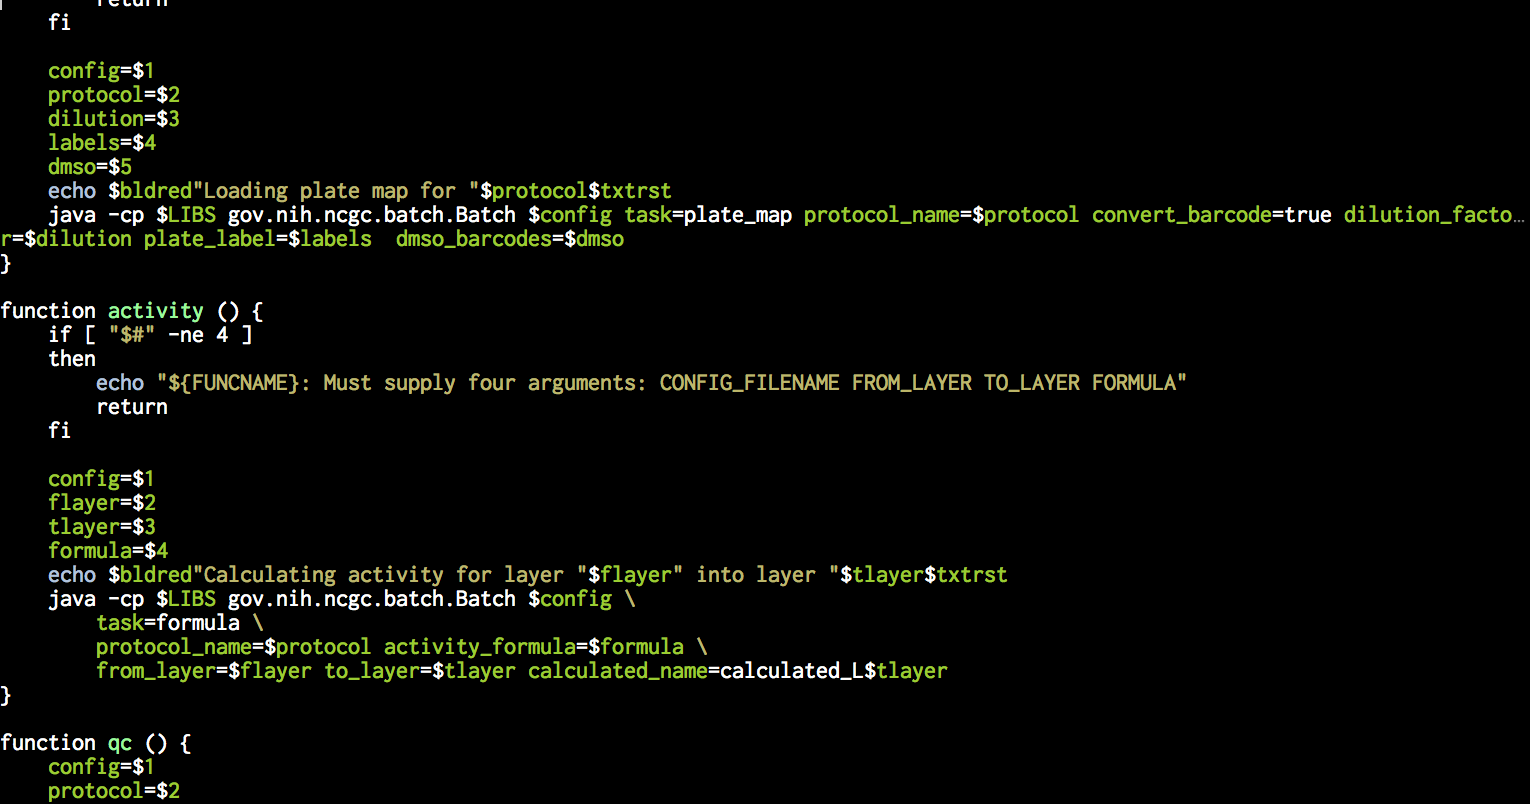 return
    fi

    config=$1
    protocol=$2
    dilution=$3
    labels=$4
    dmso=$5
    echo $bldred"Loading plate map for "$protocol$txtrst
    java -cp $LIBS gov.nih.ncgc.batch.Batch $config task=plate_map protocol_name=$protocol convert_barcode=true dilution_facto…
r=$dilution plate_label=$labels  dmso_barcodes=$dmso
}

function activity () {
    if [ "$#" -ne 4 ]
    then
        echo "${FUNCNAME}: Must supply four arguments: CONFIG_FILENAME FROM_LAYER TO_LAYER FORMULA"
        return
    fi

    config=$1
    flayer=$2
    tlayer=$3
    formula=$4
    echo $bldred"Calculating activity for layer "$flayer" into layer "$tlayer$txtrst
    java -cp $LIBS gov.nih.ncgc.batch.Batch $config \
        task=formula \
        protocol_name=$protocol activity_formula=$formula \
        from_layer=$flayer to_layer=$tlayer calculated_name=calculated_L$tlayer
}

function qc () {
    config=$1
    protocol=$2